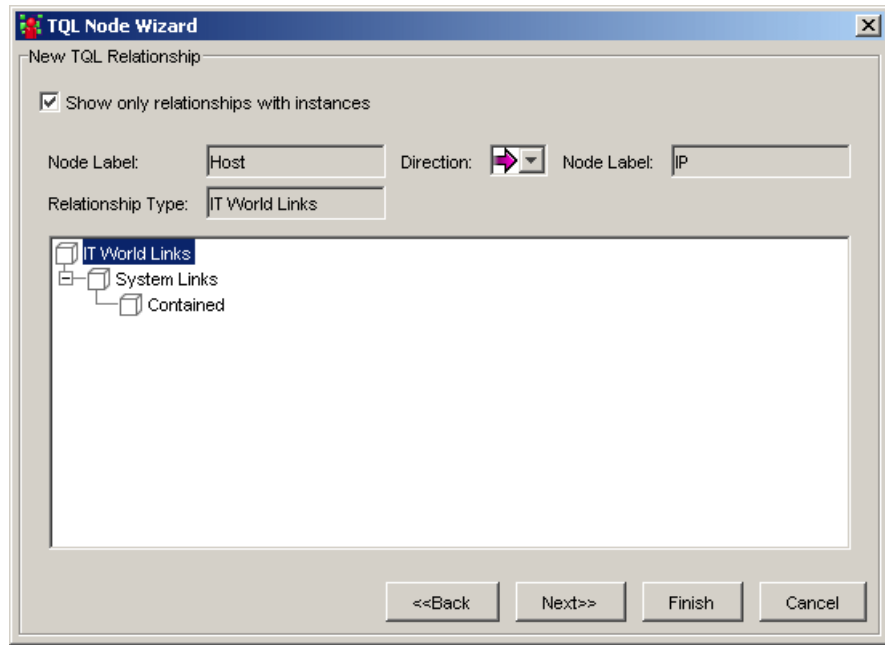 TQL Node Wizard
New TQL Relationship
Show only relationships with instances
Node Label: Host Direction: Node Label: IP
Relationship Type: IT World Links
IT World Links
System Links
Contained
<<Back Next>> Finish Cancel